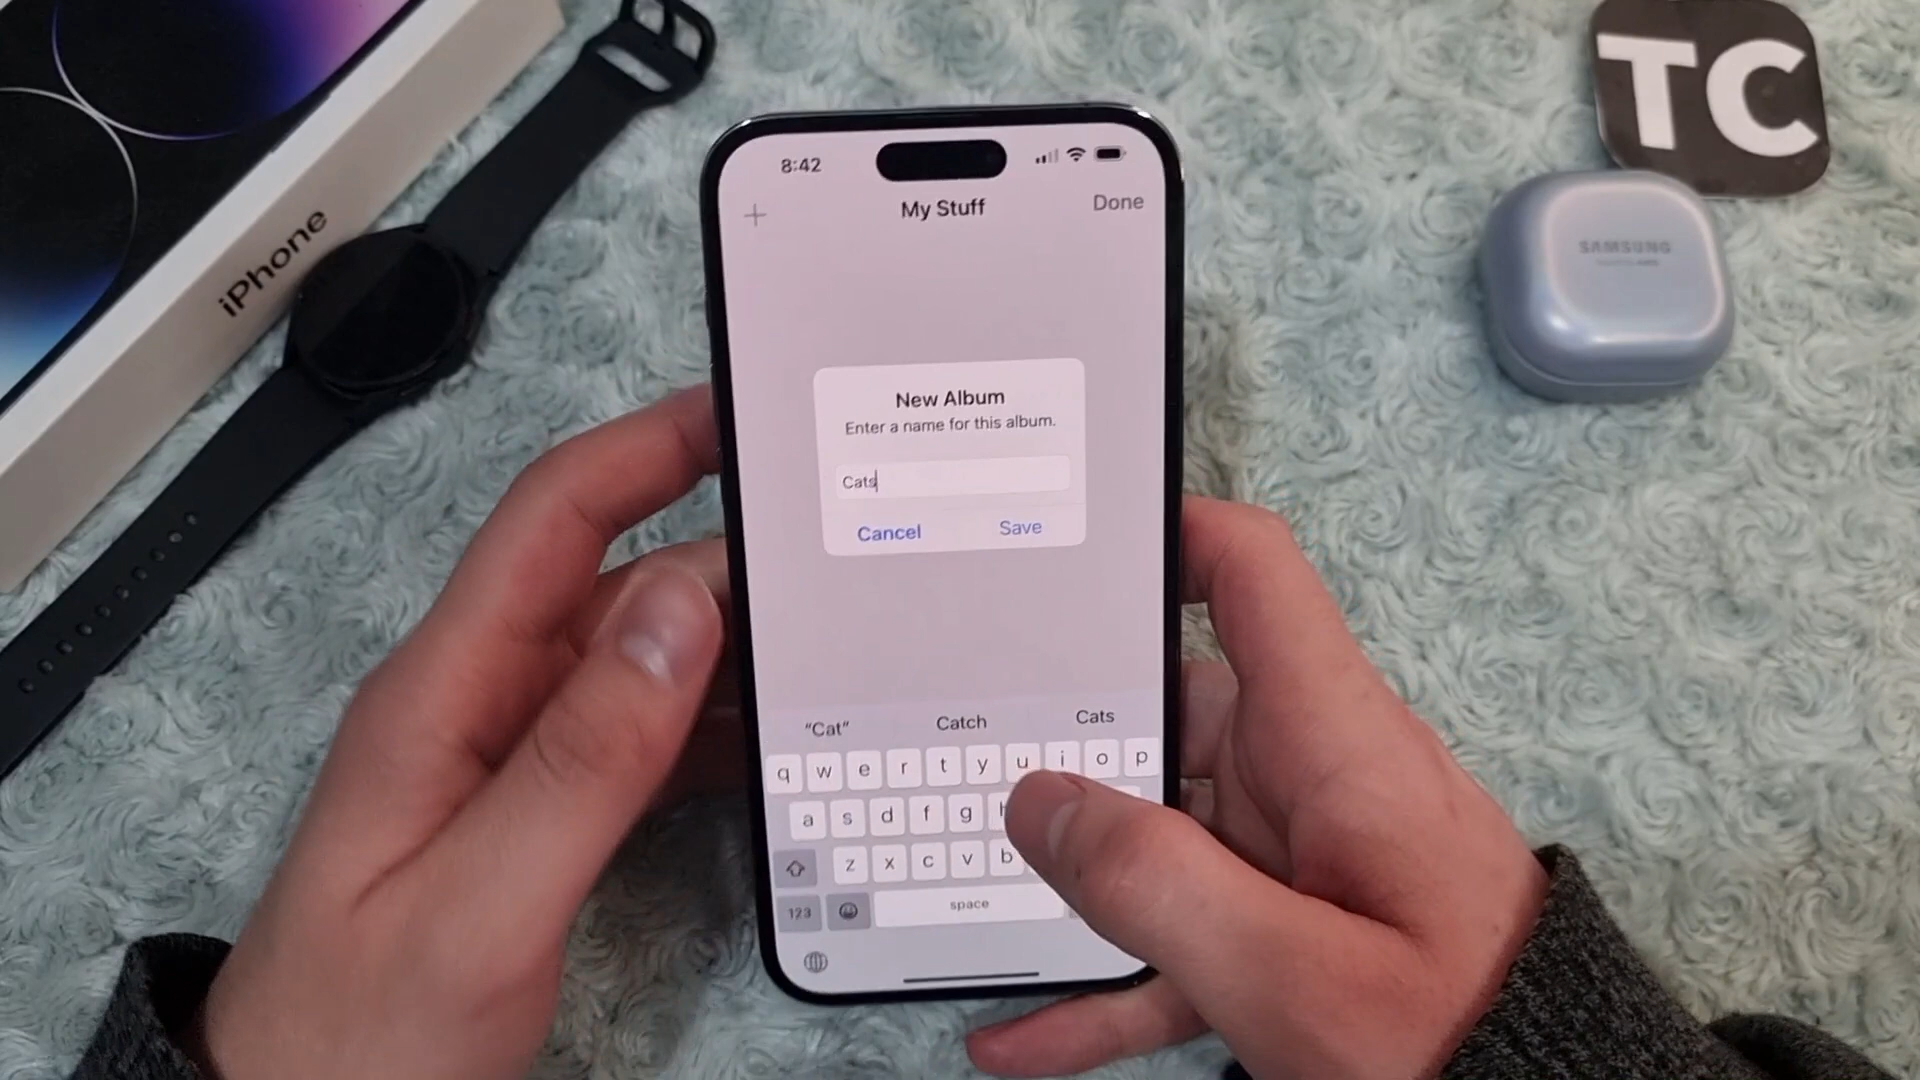 iPhone
TC
SAMSUNG
8:42
My Stuff
Done
New Album
Enter a name for this album.
Cats
Cancel
Save
"Cat"
Catch
Cats
q w e r t y u i o p
a s d f g h
z x c v b
123
space